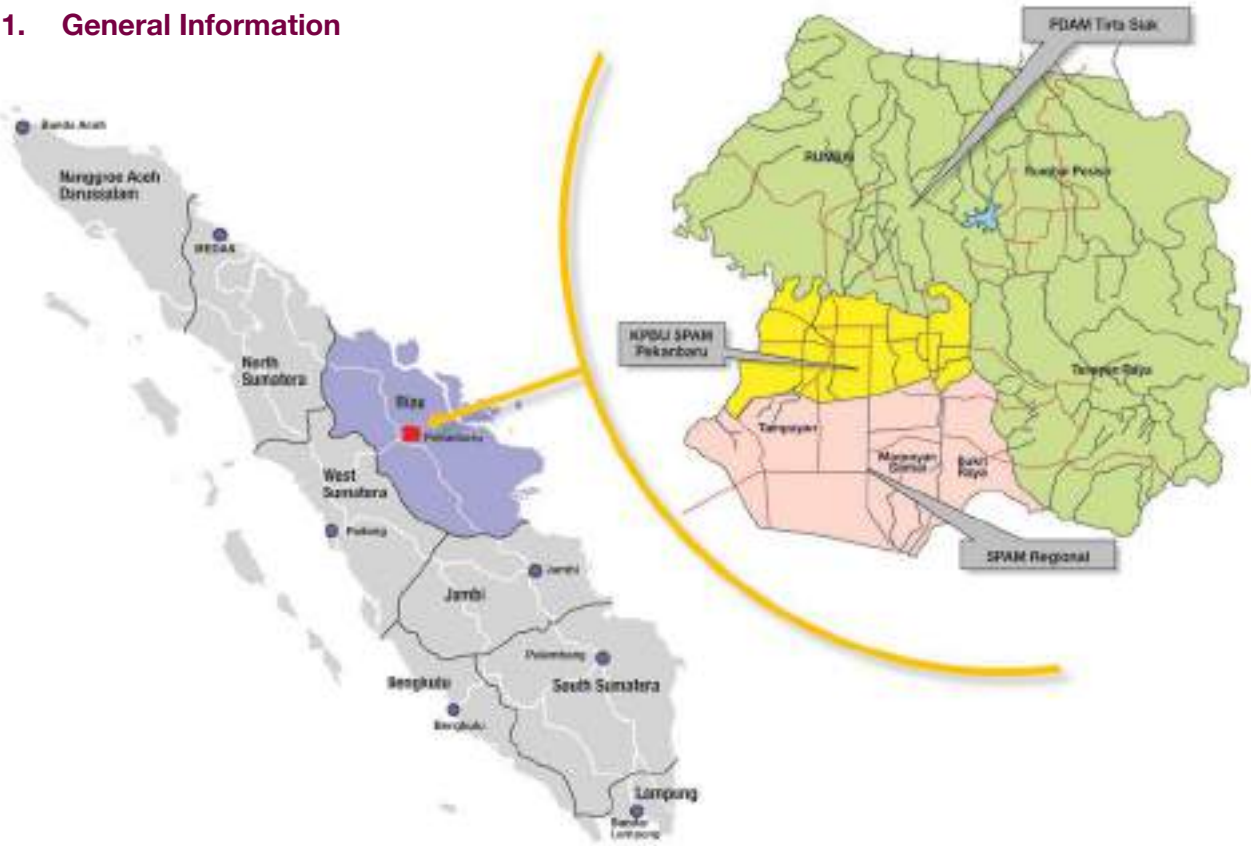 1. General Information
PDAM Tirta Siak
Banda Aceh
Nanggroe Aceh
Darussalam
MEDAN
RUMBAI
Rumbai Pesisir
KPBU SPAM
Pekanbaru
North
Sumatera
Riau
Pekanbaru
Tenayan Raya
Tampayan
Marpoyan
Damai
Bukit
Raya
West
Sumatera
Padang
SPAM Regional
Jambi
Jambi
Palembang
South Sumatera
Bengkulu
Bengkulu
Lampung
Bandar
Lampung